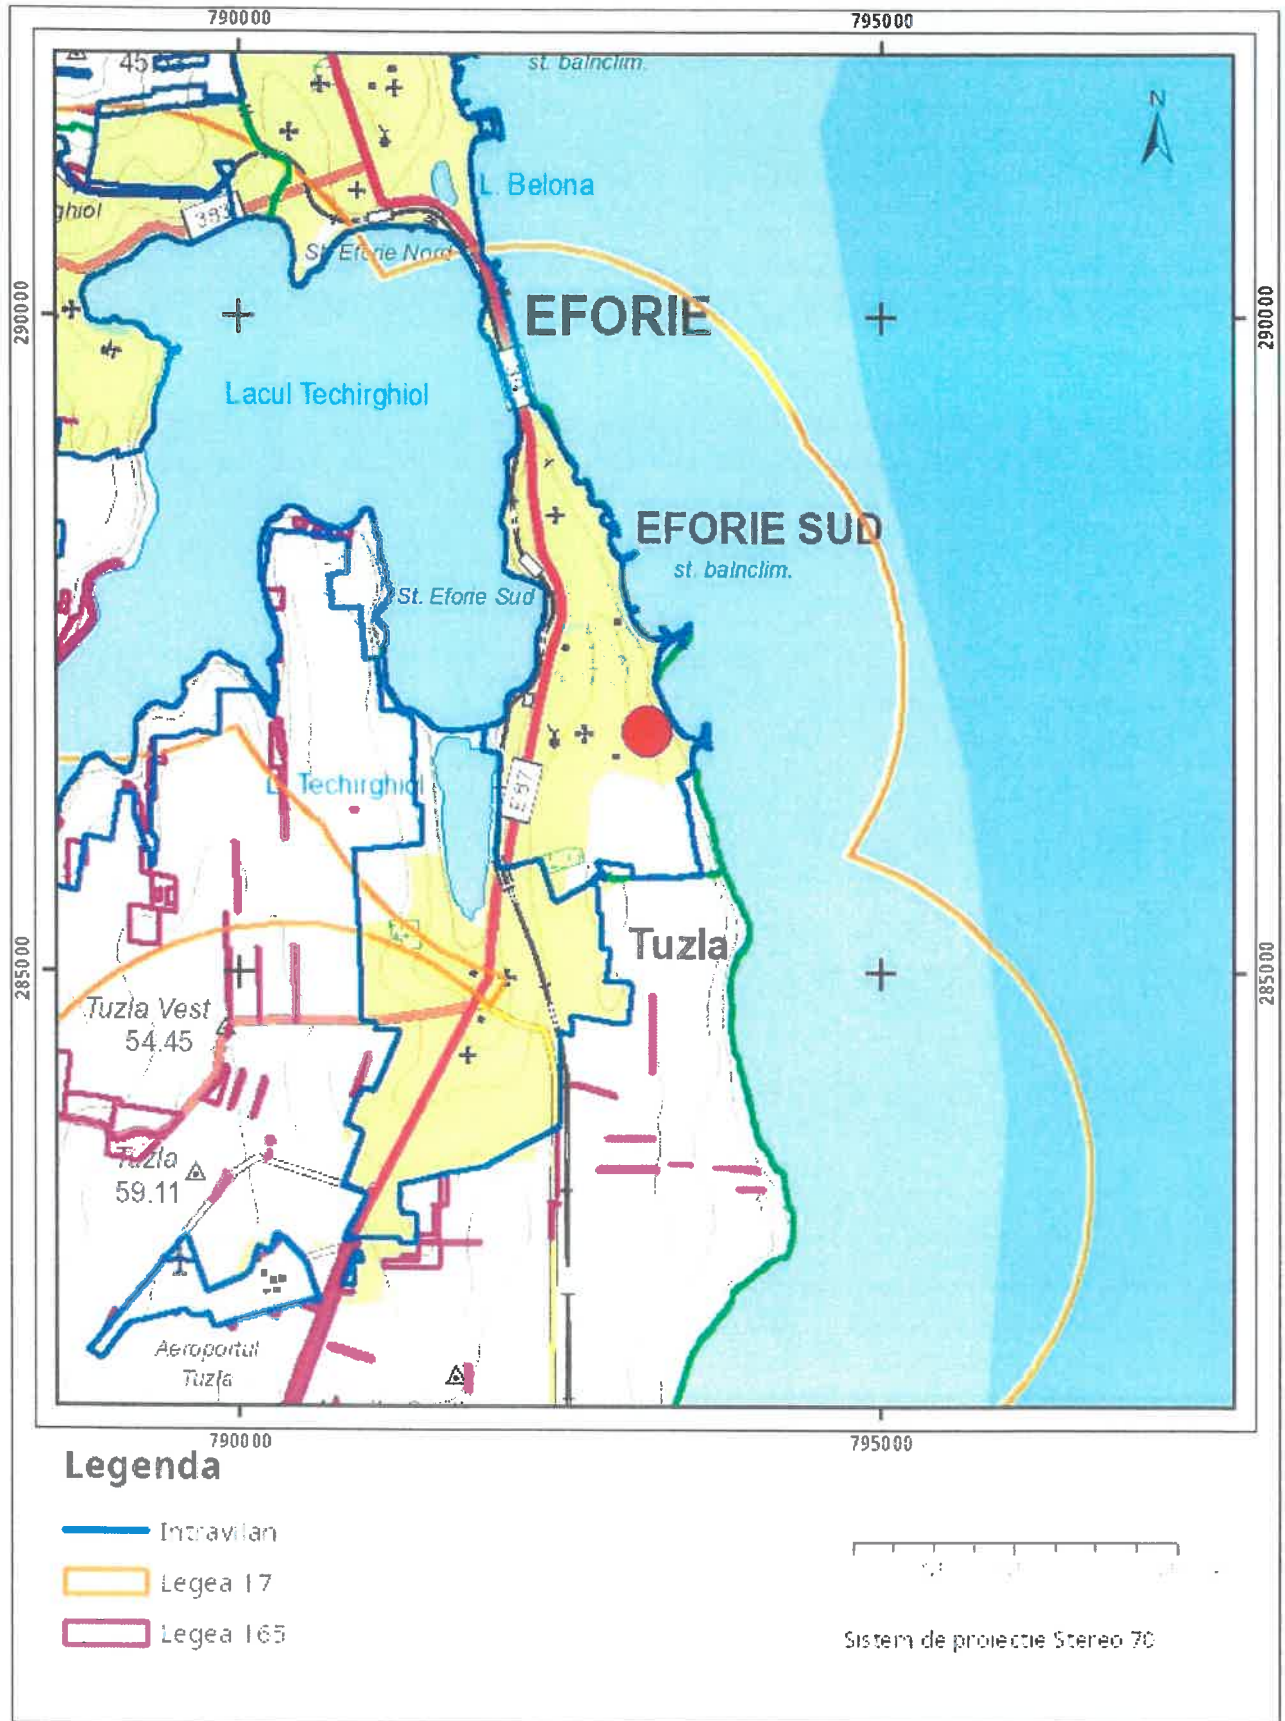 790000
795000
st. balnclim.
45
L. Belona
ghiol
393
St. Eforie Nord
290000
EFORIE
290000
Lacul Techirghiol
EFORIE SUD
st. balnclim.
St. Eforie Sud
L. Techirghiol
E 87
Tuzla
285000
285000
Tuzla Vest
54.45
Tuzla
59.11
Aeroportul
Tuzla
790000
795000
Legenda
Intravilan
Legea 17
Legea 165
Sistem de proiectie Stereo 70
N